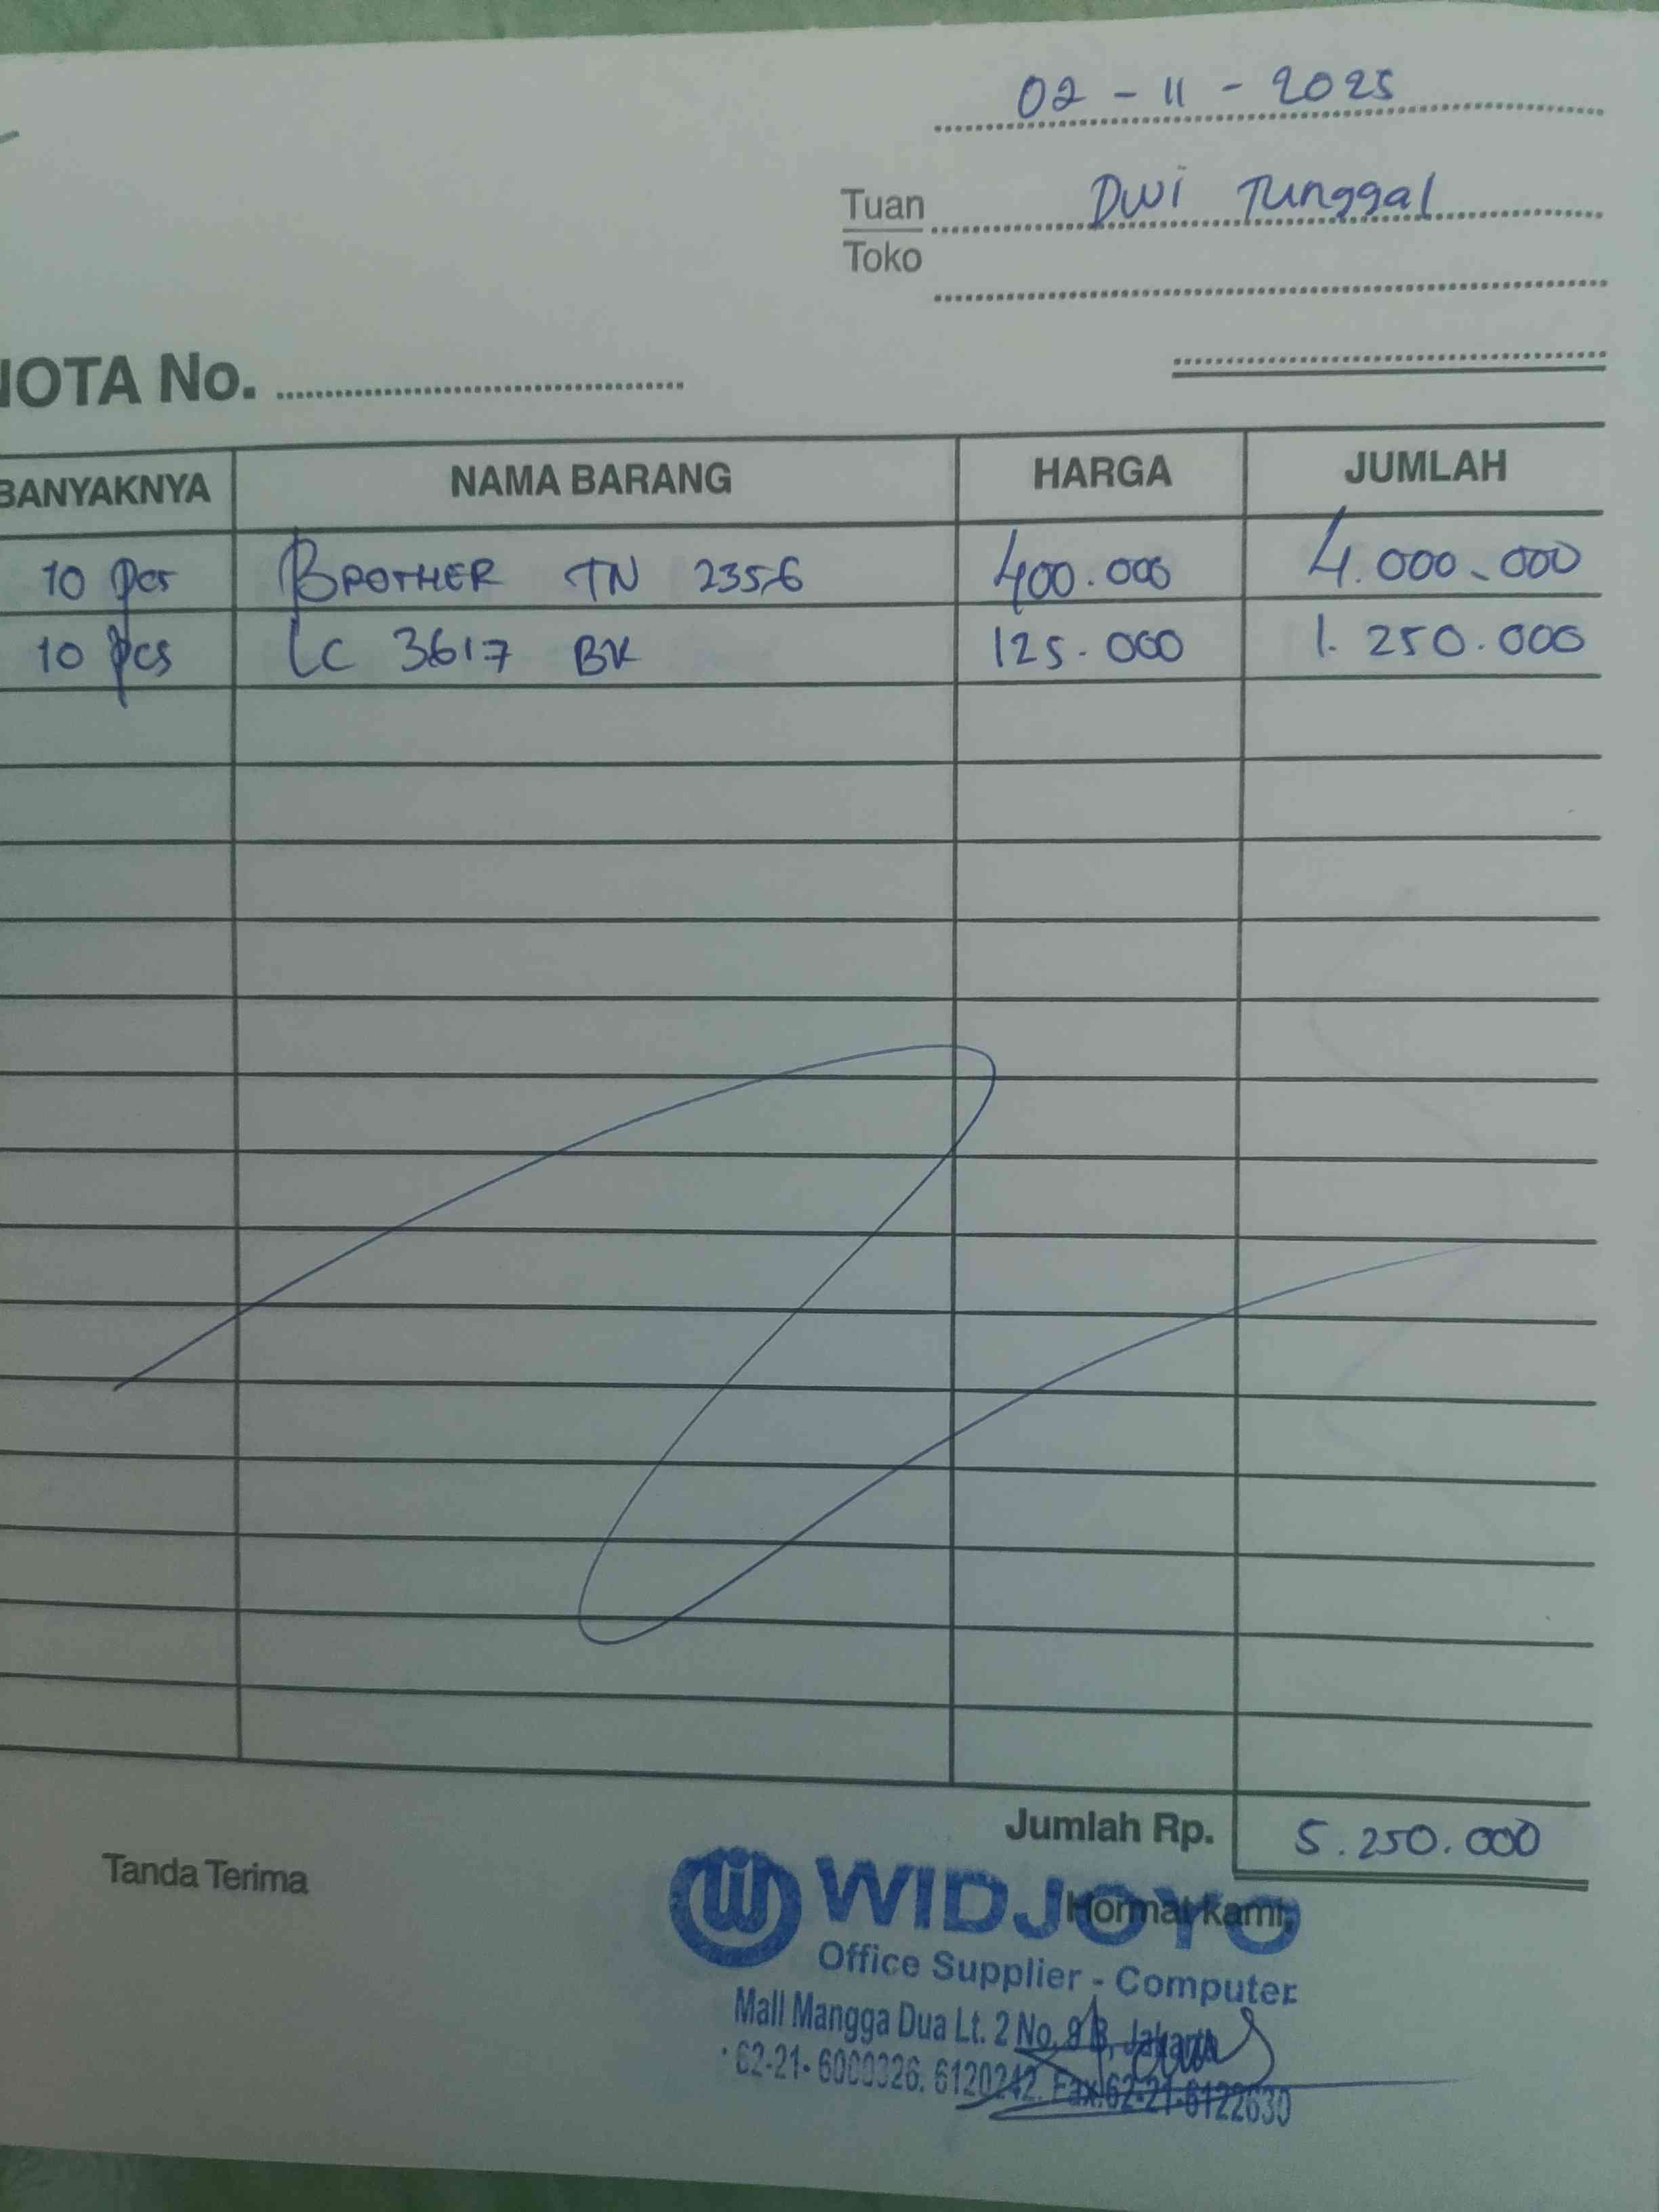 02 - 11 - 2025
Tuan Dwi Tunggal
Toko
NOTA No.
BANYAKNYA NAMA BARANG HARGA JUMLAH
10 pcs BROTHER TN 2356 400.000 4.000.000
10 pcs LC 3617 BK 125.000 1.250.000
Jumlah Rp. 5.250.000
Tanda Terima
Hormat kami,
WIDJOYO
Office Supplier - Computer
Mall Mangga Dua Lt. 2 No. 9 B, Jakarta
62-21- 6000326. 6120242. Fax.62-21-6122630